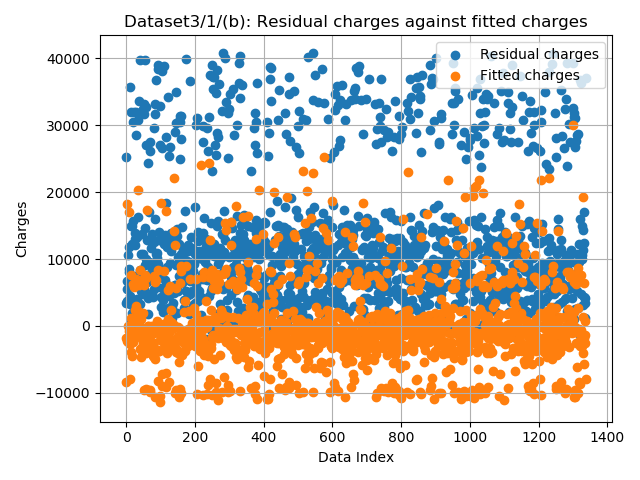 Dataset3/1/(b): Residual charges against fitted charges
Residual charges
Fitted charges
Charges
40000
30000
20000
10000
0
−10000
0 200 400 600 800 1000 1200 1400
Data Index